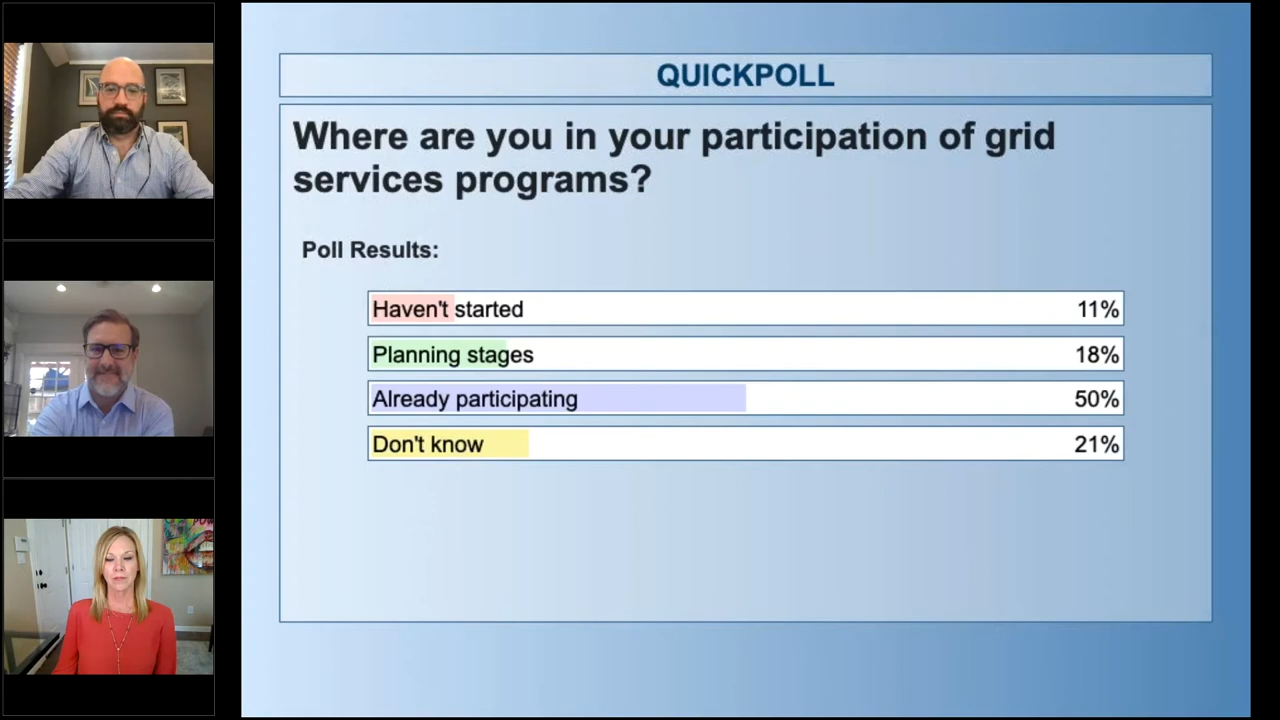 QUICKPOLL
Where are you in your participation of grid
services programs?
Poll Results:
Haven't started 11%
Planning stages 18%
Already participating 50%
Don't know 21%